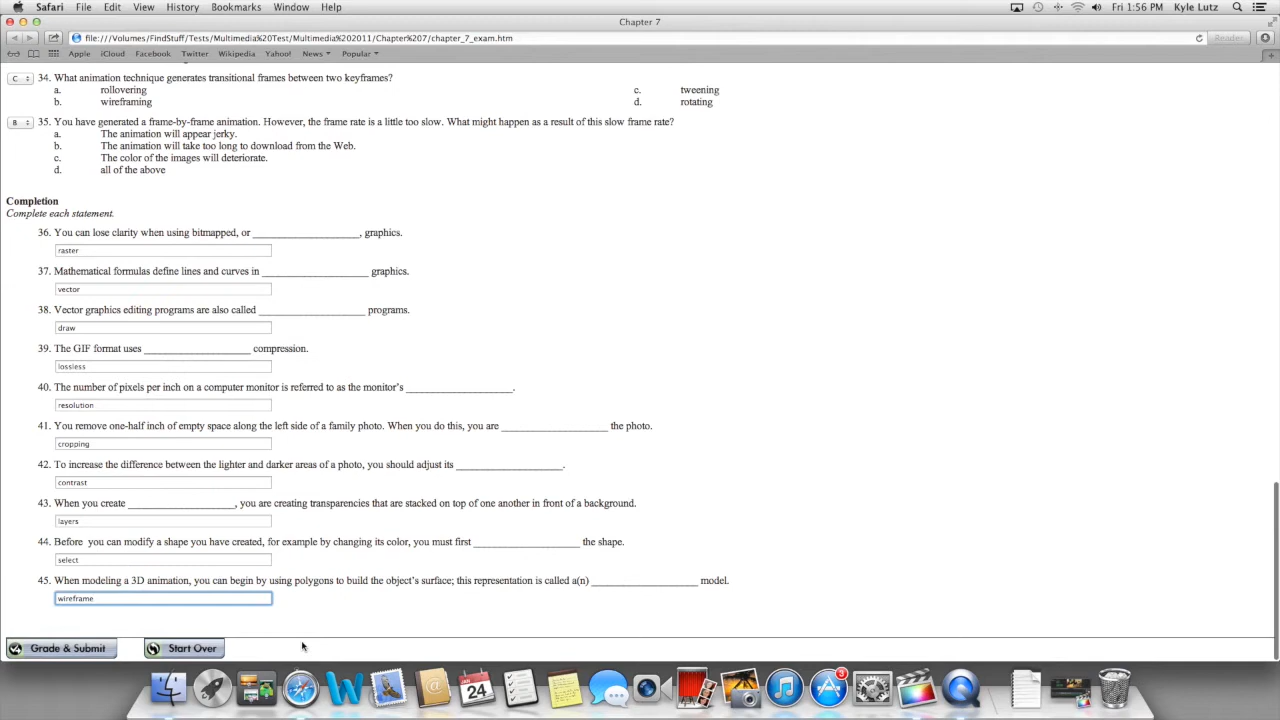 Safari File Edit View History Bookmarks Window Help Fri 1:56 PM Kyle Lutz
Chapter 7
file:///Volumes/FindStuff/Tests/Multimedia%20Test/Multimedia%202011/Chapter%207/chapter_7_exam.htm Reader
Apple iCloud Facebook Twitter Wikipedia Yahoo! News Popular
C 34. What animation technique generates transitional frames between two keyframes?
a. rollovering c. tweening
b. wireframing d. rotating
B 35. You have generated a frame-by-frame animation. However, the frame rate is a little too slow. What might happen as a result of this slow frame rate?
a. The animation will appear jerky.
b. The animation will take too long to download from the Web.
c. The color of the images will deteriorate.
d. all of the above
Completion
Complete each statement.
36. You can lose clarity when using bitmapped, or ____________________, graphics.
raster
37. Mathematical formulas define lines and curves in ____________________ graphics.
vector
38. Vector graphics editing programs are also called ____________________ programs.
draw
39. The GIF format uses ____________________ compression.
lossless
40. The number of pixels per inch on a computer monitor is referred to as the monitor's ____________________.
resolution
41. You remove one-half inch of empty space along the left side of a family photo. When you do this, you are ____________________ the photo.
cropping
42. To increase the difference between the lighter and darker areas of a photo, you should adjust its ____________________.
contrast
43. When you create ____________________, you are creating transparencies that are stacked on top of one another in front of a background.
layers
44. Before you can modify a shape you have created, for example by changing its color, you must first ____________________ the shape.
select
45. When modeling a 3D animation, you can begin by using polygons to build the object's surface; this representation is called a(n) ____________________ model.
wireframe
Grade & Submit Start Over
JAN
24
3